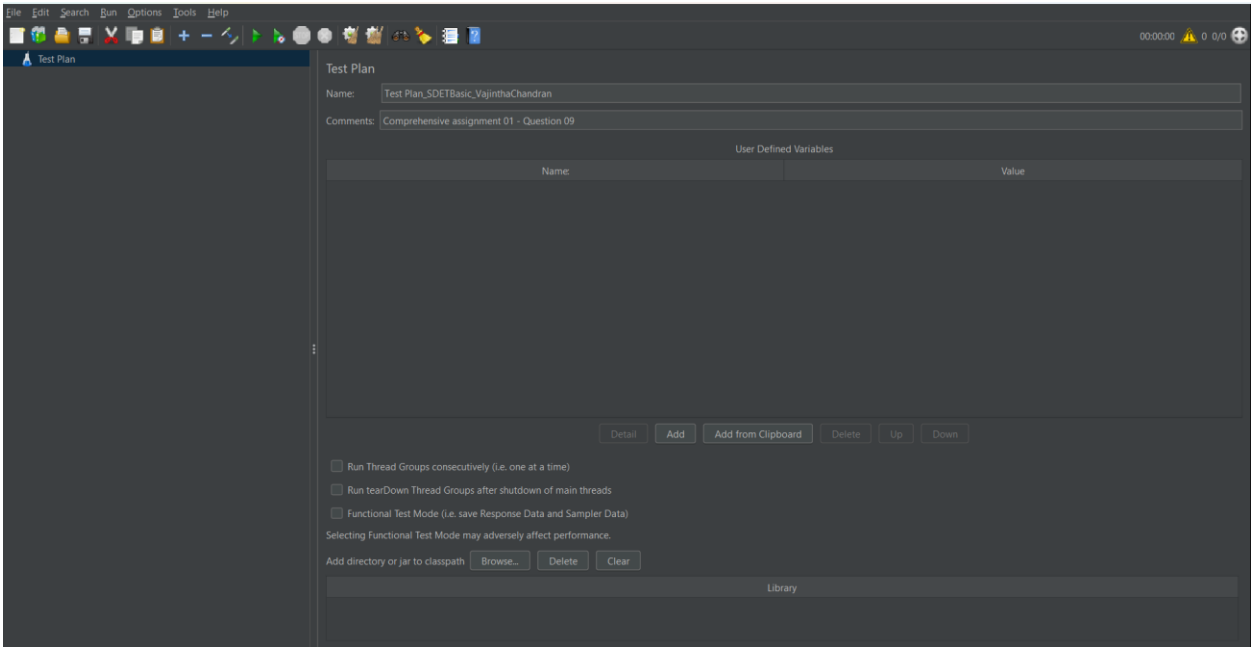 File Edit Search Run Options Tools Help
00:00:00 0 0/0
Test Plan
Test Plan
Name: Test Plan_SDETBasic_VajinthaChandran
Comments: Comprehensive assignment 01 - Question 09
User Defined Variables
Name: Value
Detail Add Add from Clipboard Delete Up Down
Run Thread Groups consecutively (i.e. one at a time)
Run tearDown Thread Groups after shutdown of main threads
Functional Test Mode (i.e. save Response Data and Sampler Data)
Selecting Functional Test Mode may adversely affect performance.
Add directory or jar to classpath Browse... Delete Clear
Library